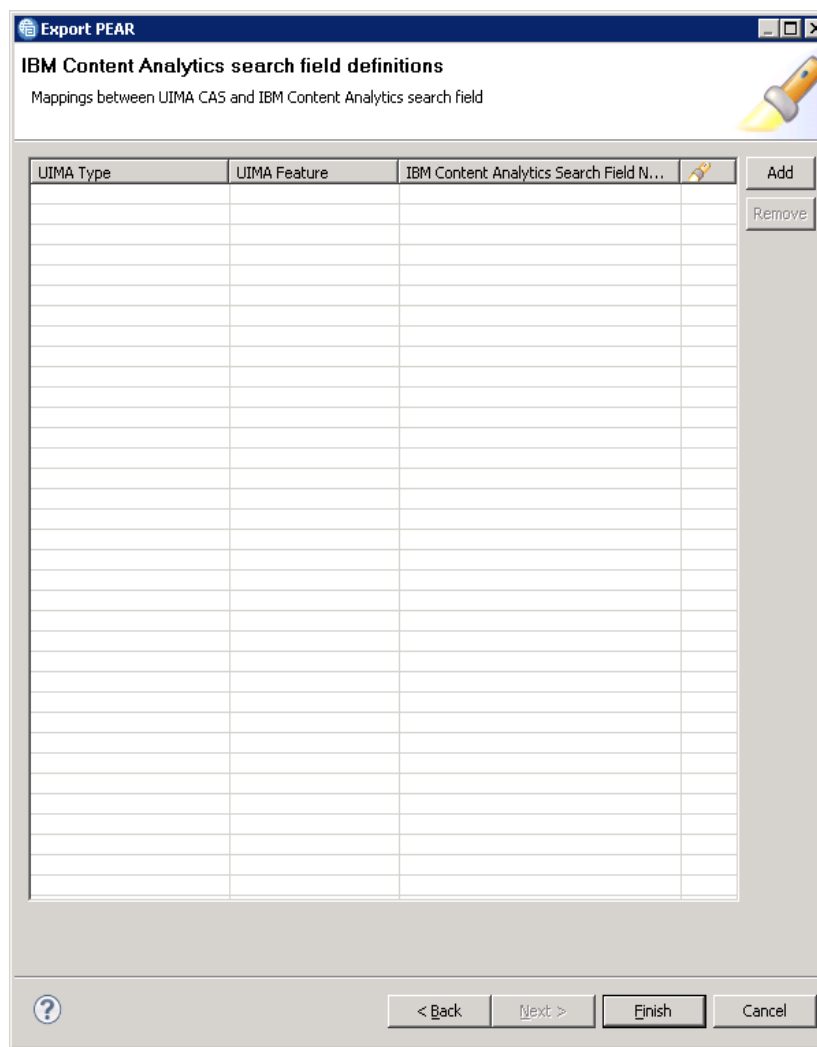 Export PEAR
IBM Content Analytics search field definitions
Mappings between UIMA CAS and IBM Content Analytics search field
UIMA Type UIMA Feature IBM Content Analytics Search Field N... Add
Remove
?
< Back Next > Finish Cancel